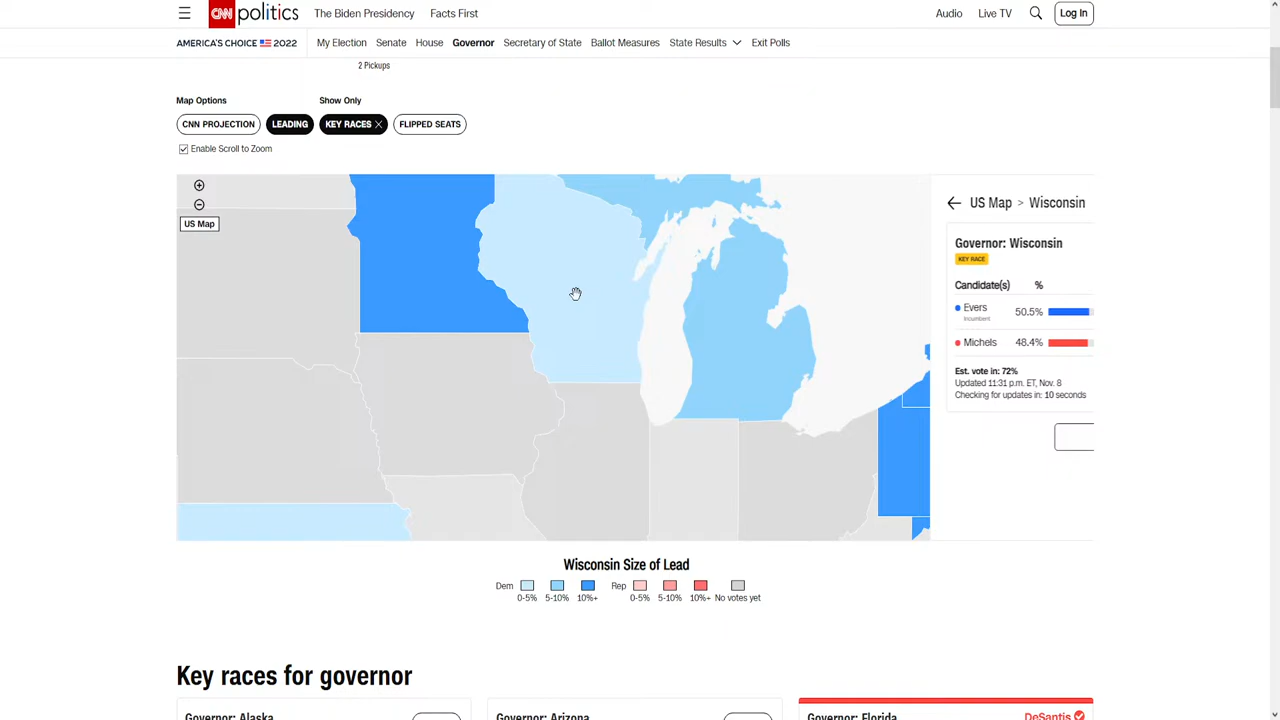 CNN politics The Biden Presidency Facts First Audio Live TV Log In
AMERICA'S CHOICE 2022 My Election Senate House Governor Secretary of State Ballot Measures State Results Exit Polls
2 Pickups
Map Options Show Only
CNN PROJECTION LEADING KEY RACES FLIPPED SEATS
Enable Scroll to Zoom
US Map
US Map > Wisconsin
Governor: Wisconsin
KEY RACE
Candidate(s) %
Evers 50.5%
Incumbent
Michels 48.4%
Est. vote in: 72%
Updated 11:31 p.m. ET, Nov. 8
Checking for updates in: 10 seconds
Wisconsin Size of Lead
Dem Rep
0-5% 5-10% 10%+ 0-5% 5-10% 10%+ No votes yet
Key races for governor
Governor: Alaska Governor: Arizona Governor: Florida DeSantis